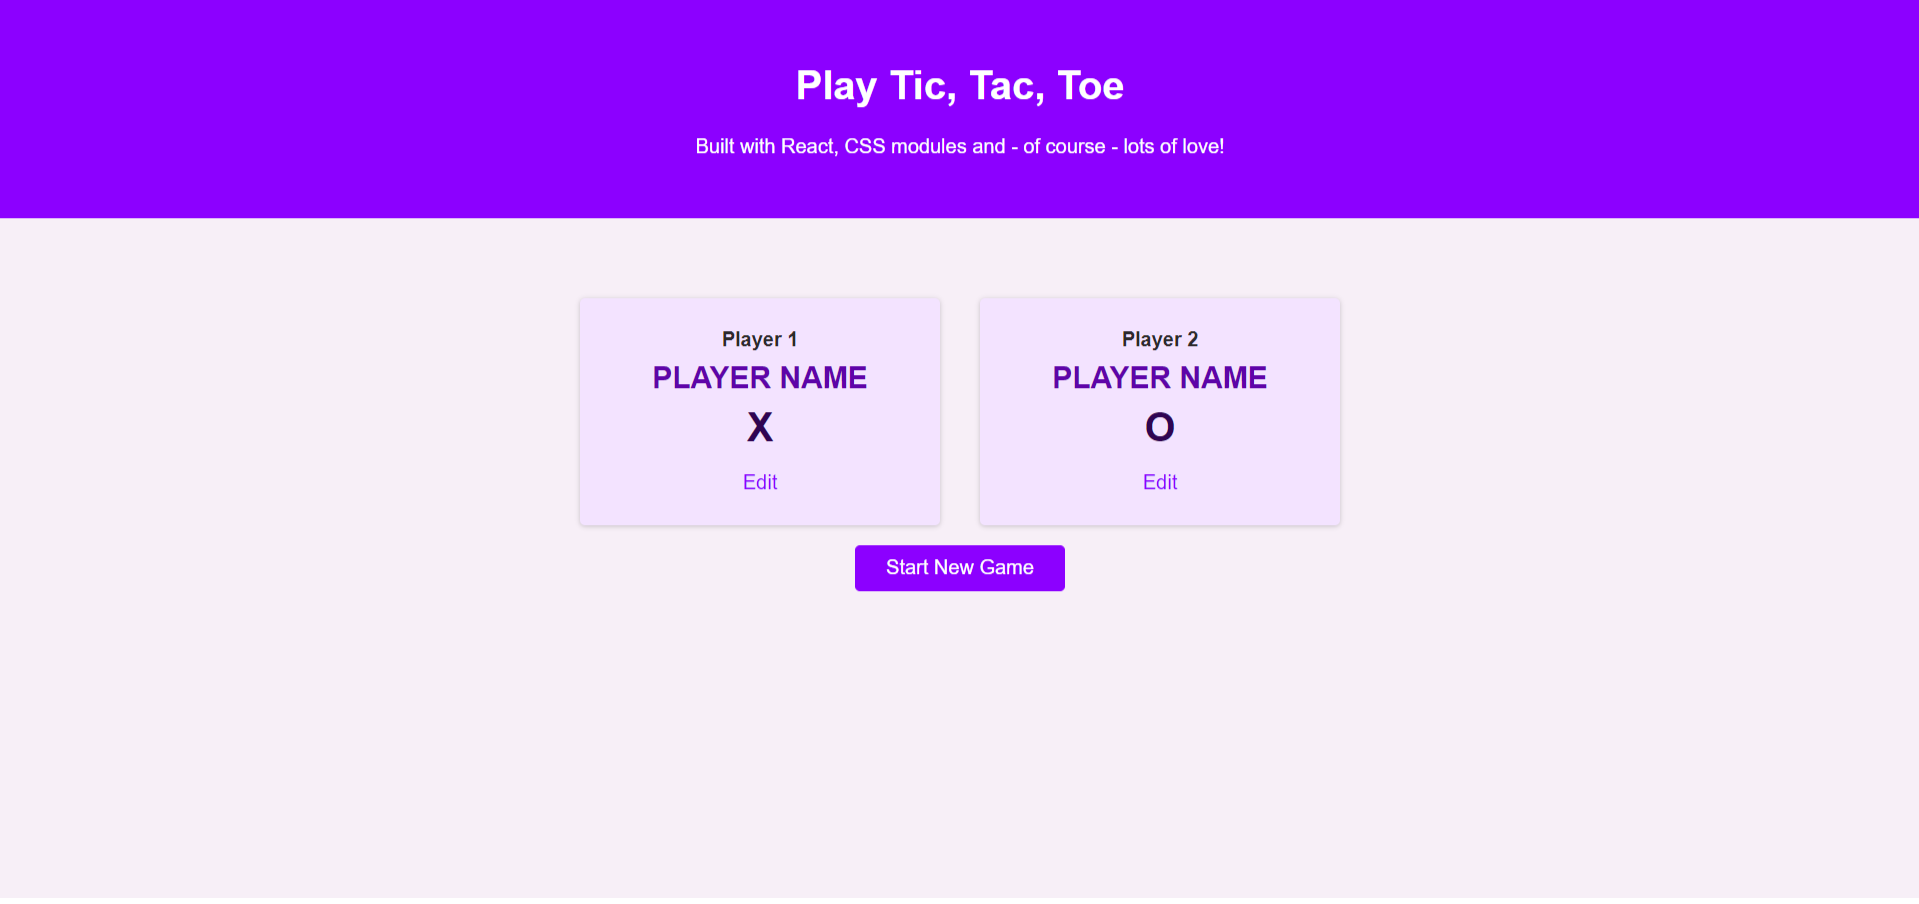 Play Tic, Tac, Toe
Built with React, CSS modules and - of course - lots of love!
Player 1
PLAYER NAME
X
Edit
Player 2
PLAYER NAME
O
Edit
Start New Game